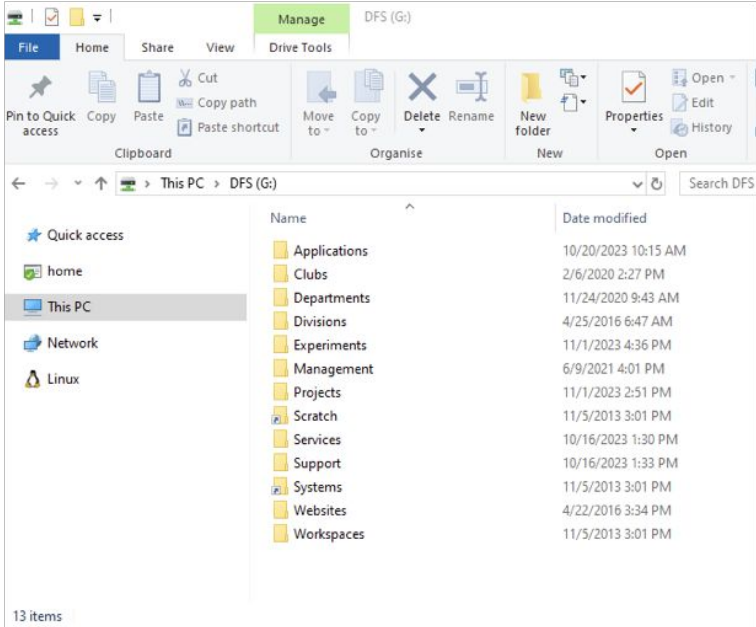 Manage DFS (G:)
File Home Share View Drive Tools
Pin to Quick access
Copy
Paste
Cut
Copy path
Paste shortcut
Move to
Copy to
Delete
Rename
New folder
Properties
Open
Edit
History
Clipboard Organise New Open
This PC > DFS (G:) Search DFS
Name Date modified
Quick access
home
This PC
Network
Linux
Applications 10/20/2023 10:15 AM
Clubs 2/6/2020 2:27 PM
Departments 11/24/2020 9:43 AM
Divisions 4/25/2016 6:47 AM
Experiments 11/1/2023 4:36 PM
Management 6/9/2021 4:01 PM
Projects 11/1/2023 2:51 PM
Scratch 11/5/2013 3:01 PM
Services 10/16/2023 1:30 PM
Support 10/16/2023 1:33 PM
Systems 11/5/2013 3:01 PM
Websites 4/22/2016 3:34 PM
Workspaces 11/5/2013 3:01 PM
13 items